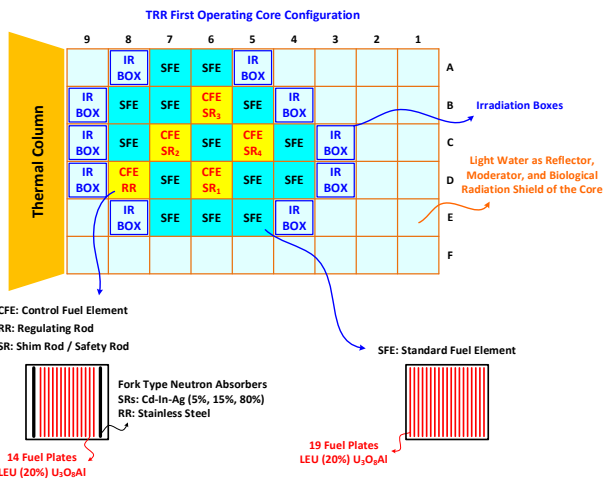 TRR First Operating Core Configuration
9 8 7 6 5 4 3 2 1
Thermal Column
IR BOX SFE SFE IR BOX A
IR BOX SFE SFE CFE SR3 SFE IR BOX B
IR BOX SFE CFE SR2 SFE CFE SR4 SFE IR BOX C
IR BOX CFE RR SFE CFE SR1 SFE SFE IR BOX D
IR BOX SFE SFE SFE IR BOX E
F
Irradiation Boxes
Light Water as Reflector,
Moderator, and Biological
Radiation Shield of the Core
CFE: Control Fuel Element
RR: Regulating Rod
SR: Shim Rod / Safety Rod
SFE: Standard Fuel Element
Fork Type Neutron Absorbers
SRs: Cd-In-Ag (5%, 15%, 80%)
RR: Stainless Steel
14 Fuel Plates
LEU (20%) U3O8Al
19 Fuel Plates
LEU (20%) U3O8Al